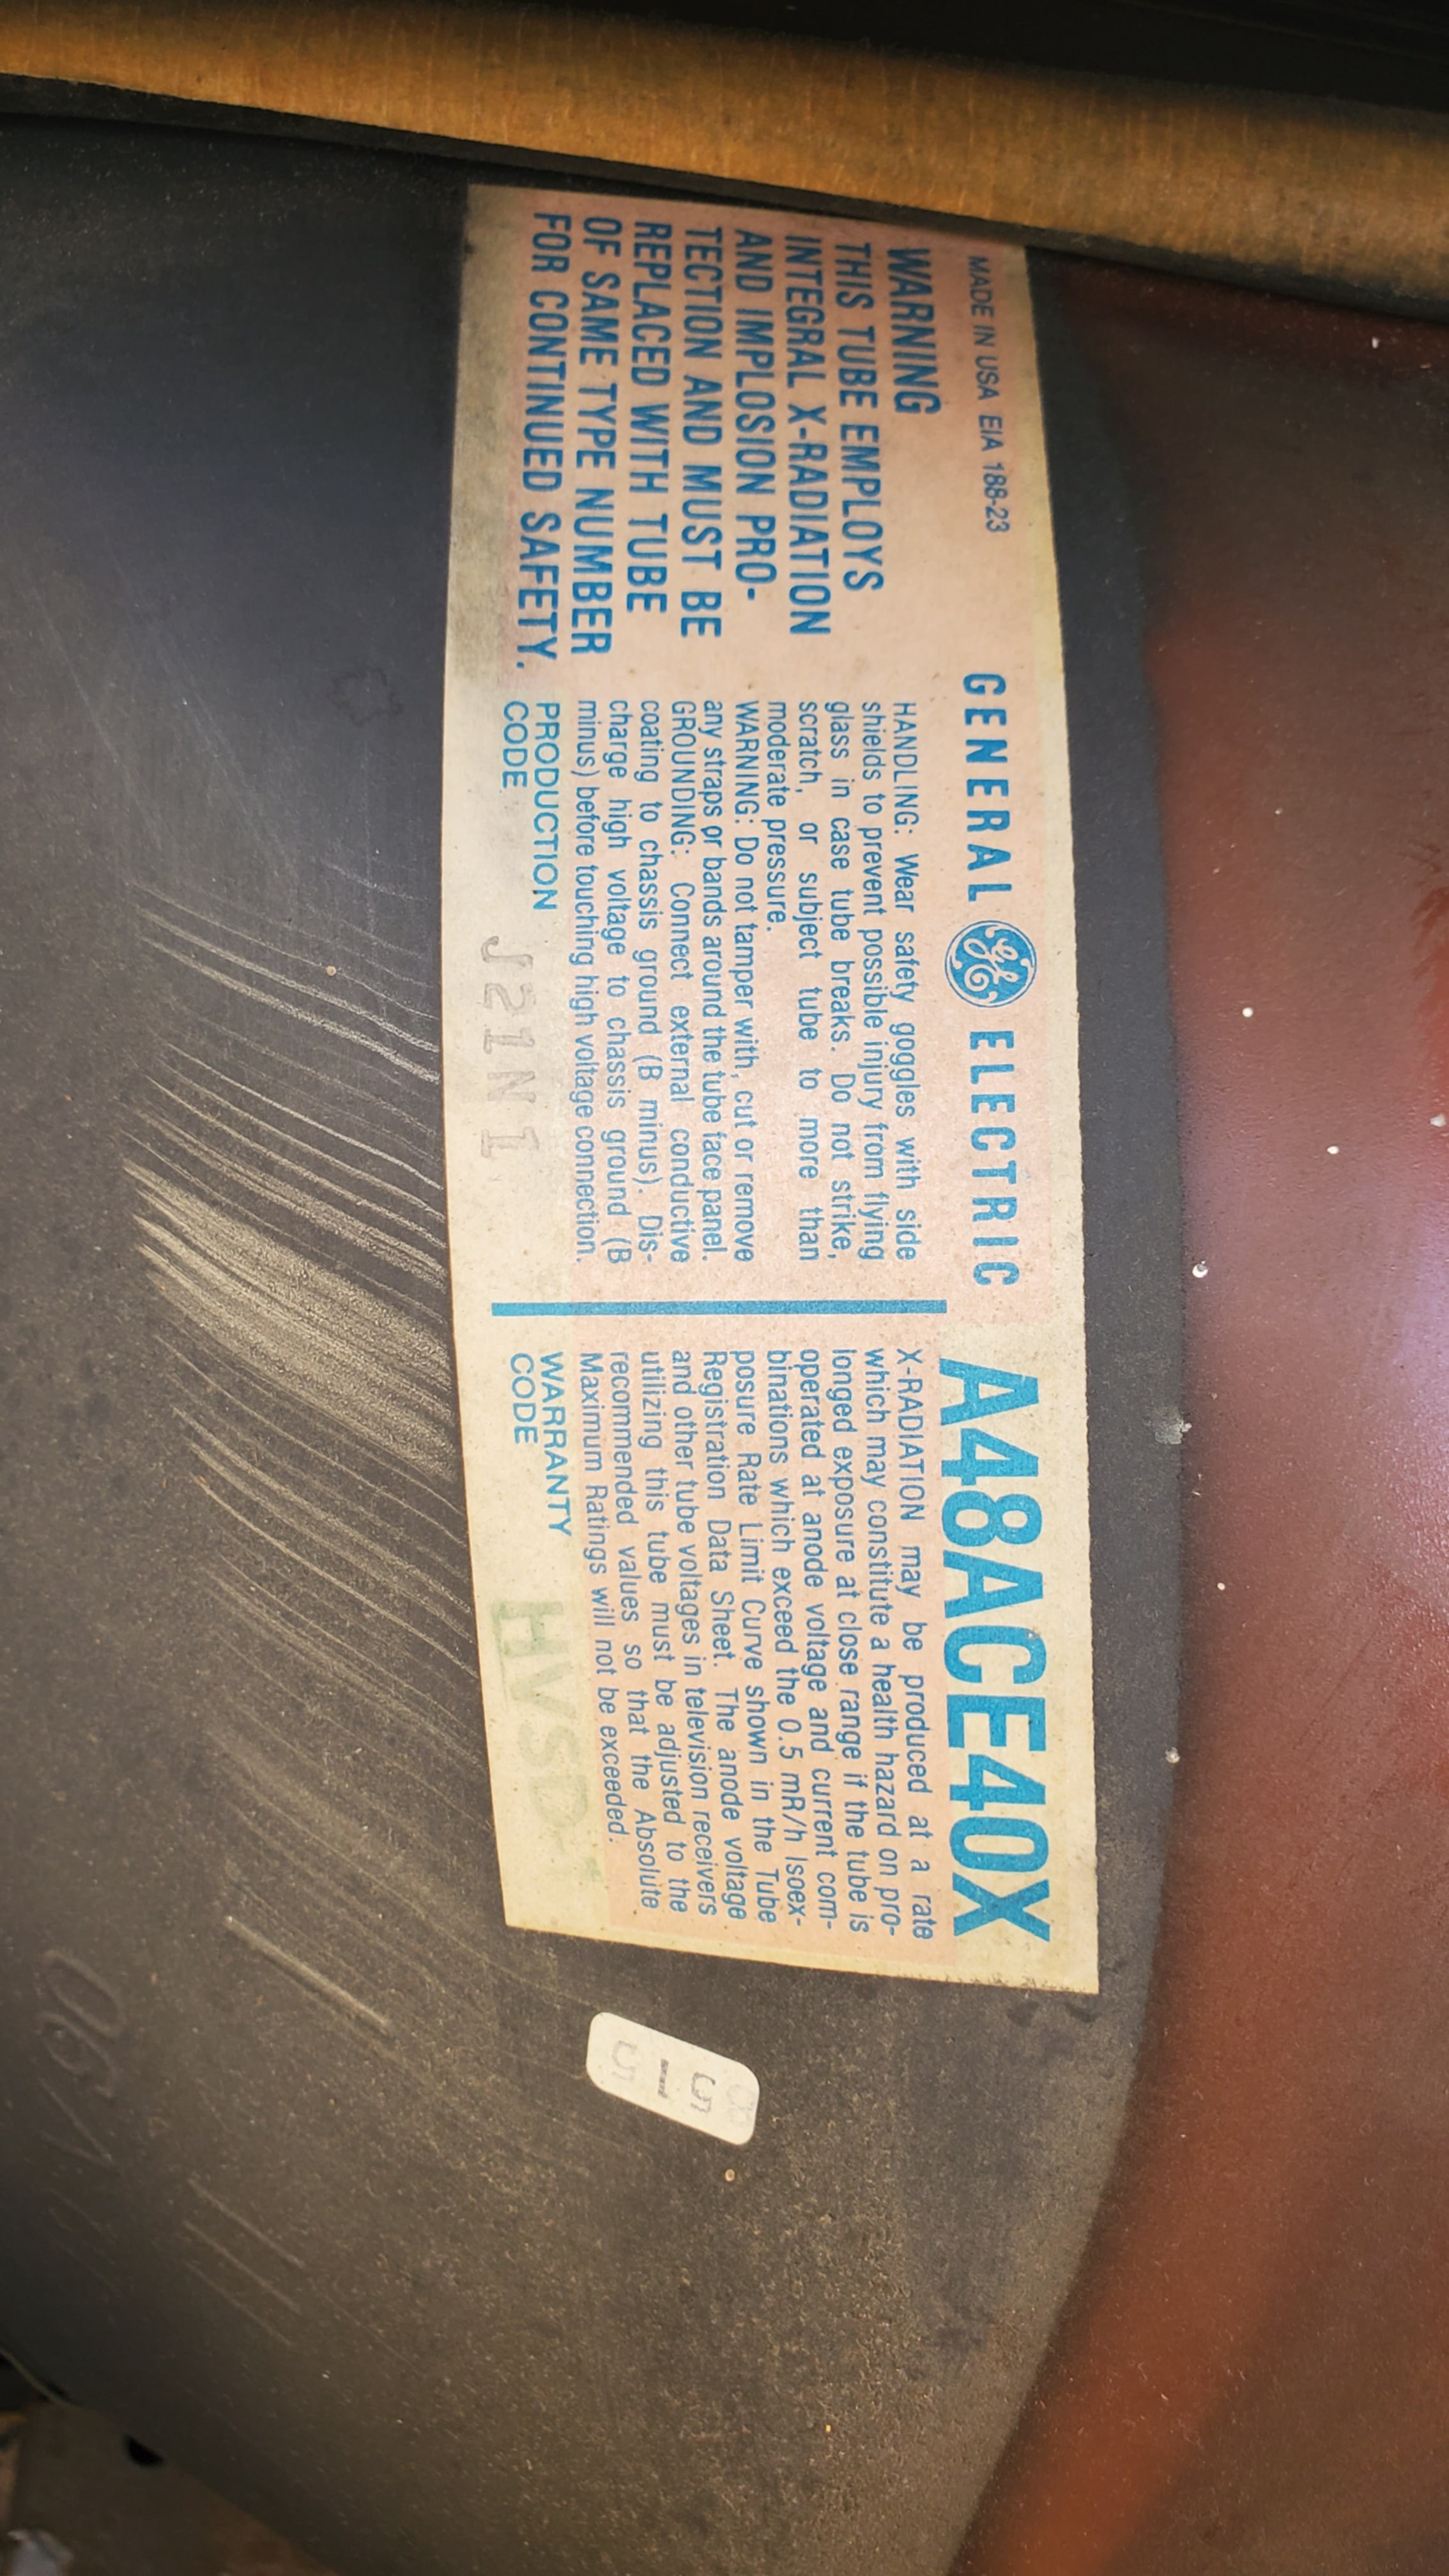 MADE IN USA EIA 188-23
GENERAL GE ELECTRIC
A48ACE40X
WARNING
THIS TUBE EMPLOYS
INTEGRAL X-RADIATION
AND IMPLOSION PRO-
TECTION AND MUST BE
REPLACED WITH TUBE
OF SAME TYPE NUMBER
FOR CONTINUED SAFETY.
HANDLING: Wear safety goggles with side
shields to prevent possible injury from flying
glass in case tube breaks. Do not strike,
scratch, or subject tube to more than
moderate pressure.
WARNING: Do not tamper with, cut or remove
any straps or bands around the tube face panel.
GROUNDING: Connect external conductive
coating to chassis ground (B minus). Dis-
charge high voltage to chassis ground (B
minus) before touching high voltage connection.
PRODUCTION
CODE
J21N1
X-RADIATION may be produced at a rate
which may constitute a health hazard on pro-
longed exposure at close range if the tube is
operated at anode voltage and current com-
binations which exceed the 0.5 mR/h Isoex-
posure Rate Limit Curve shown in the Tube
Registration Data Sheet. The anode voltage
and other tube voltages in television receivers
utilizing this tube must be adjusted to the
recommended values so that the Absolute
Maximum Ratings will not be exceeded.
WARRANTY
CODE
HVSD-